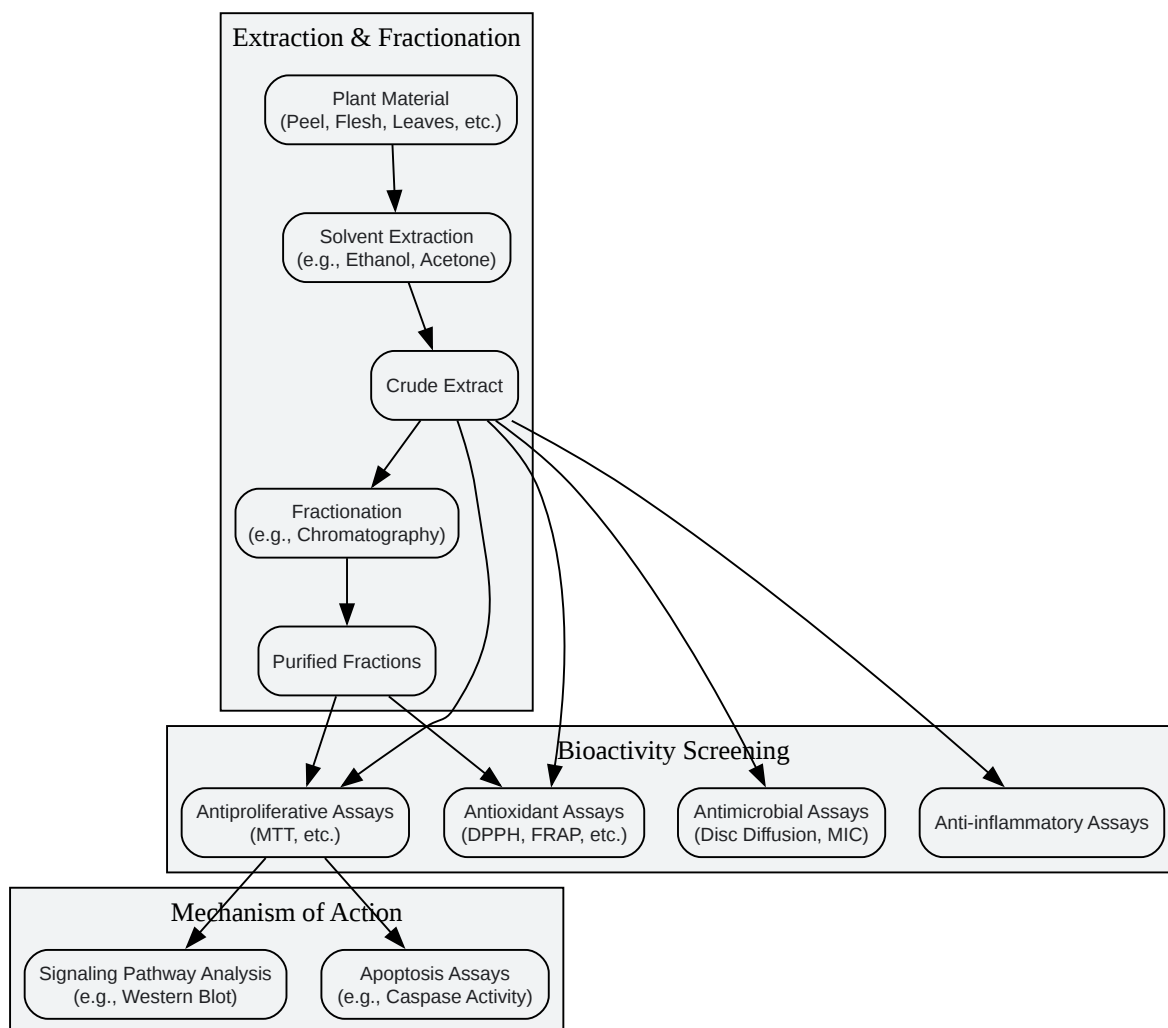 Extraction & Fractionation
Plant Material
(Peel, Flesh, Leaves, etc.)
Solvent Extraction
(e.g., Ethanol, Acetone)
Crude Extract
Fractionation
(e.g., Chromatography)
Purified Fractions
Bioactivity Screening
Antiproliferative Assays
(MTT, etc.)
Antioxidant Assays
(DPPH, FRAP, etc.)
Antimicrobial Assays
(Disc Diffusion, MIC)
Anti-inflammatory Assays
Mechanism of Action
Signaling Pathway Analysis
(e.g., Western Blot)
Apoptosis Assays
(e.g., Caspase Activity)